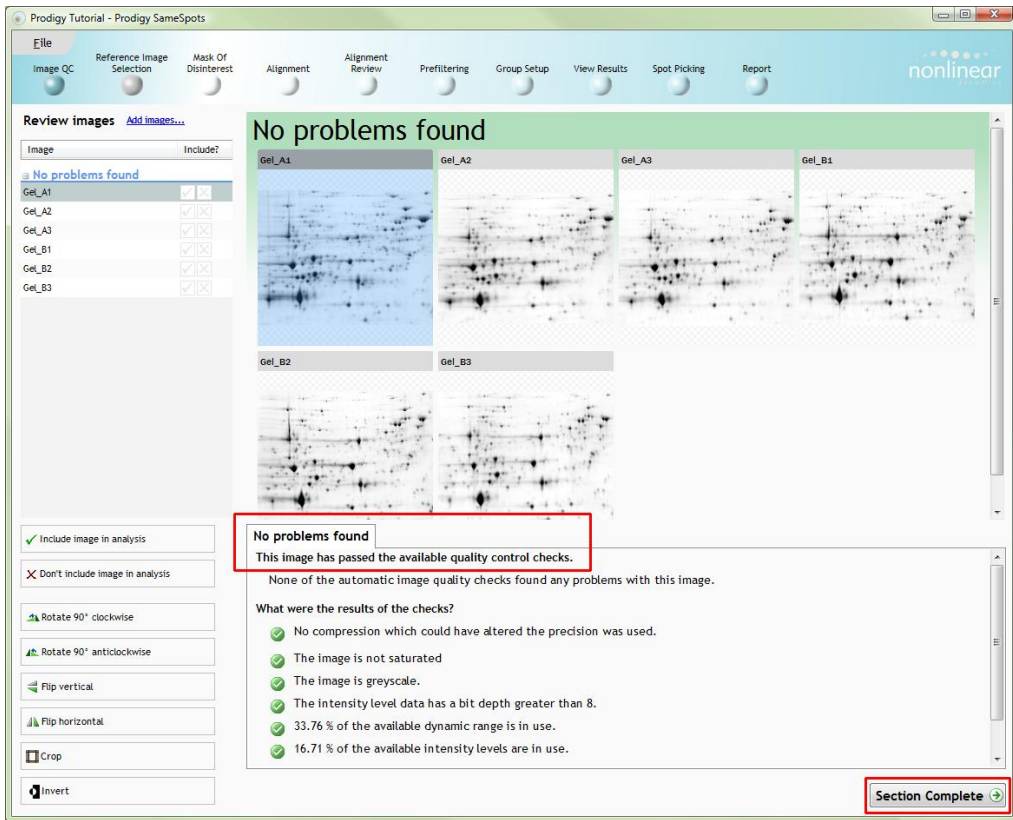 Prodigy Tutorial - Prodigy SameSpots
File
Image QC
Reference Image
Selection
Mask Of
Disinterest
Alignment
Alignment
Review
Prefiltering
Group Setup
View Results
Spot Picking
Report
nonlinear
Review images Add images...
Image Include?
No problems found
Gel_A1
Gel_A2
Gel_A3
Gel_B1
Gel_B2
Gel_B3
No problems found
Gel_A1 Gel_A2 Gel_A3 Gel_B1
Gel_B2 Gel_B3
Include image in analysis
Don't include image in analysis
Rotate 90° clockwise
Rotate 90° anticlockwise
Flip vertical
Flip horizontal
Crop
Invert
No problems found
This image has passed the available quality control checks.
None of the automatic image quality checks found any problems with this image.
What were the results of the checks?
No compression which could have altered the precision was used.
The image is not saturated
The image is greyscale.
The intensity level data has a bit depth greater than 8.
33.76 % of the available dynamic range is in use.
16.71 % of the available intensity levels are in use.
Section Complete